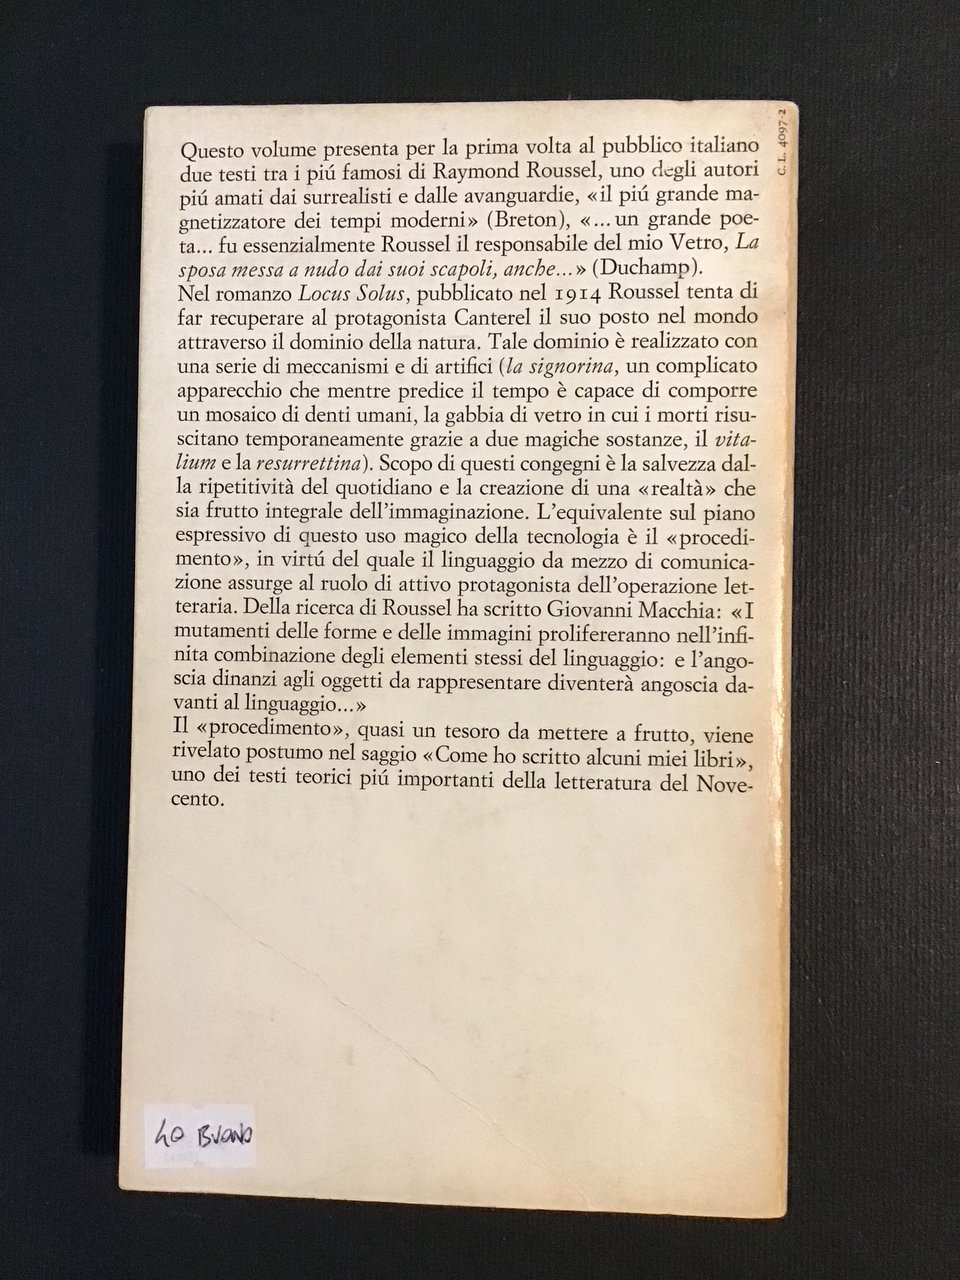 C. L. 4097-2
Questo volume presenta per la prima volta al pubblico italiano
due testi tra i piú famosi di Raymond Roussel, uno degli autori
piú amati dai surrealisti e dalle avanguardie, «il piú grande ma-
gnetizzatore dei tempi moderni» (Breton), «...un grande poe-
ta... fu essenzialmente Roussel il responsabile del mio Vetro, La
sposa messa a nudo dai suoi scapoli, anche...» (Duchamp).
Nel romanzo Locus Solus, pubblicato nel 1914 Roussel tenta di
far recuperare al protagonista Canterel il suo posto nel mondo
attraverso il dominio della natura. Tale dominio è realizzato con
una serie di meccanismi e di artifici (la signorina, un complicato
apparecchio che mentre predice il tempo è capace di comporre
un mosaico di denti umani, la gabbia di vetro in cui i morti risu-
scitano temporaneamente grazie a due magiche sostanze, il vita-
lium e la resurrettina). Scopo di questi congegni è la salvezza dal-
la ripetitività del quotidiano e la creazione di una «realtà» che
sia frutto integrale dell'immaginazione. L'equivalente sul piano
espressivo di questo uso magico della tecnologia è il «procedi-
mento», in virtú del quale il linguaggio da mezzo di comunica-
zione assurge al ruolo di attivo protagonista dell'operazione let-
teraria. Della ricerca di Roussel ha scritto Giovanni Macchia: «I
mutamenti delle forme e delle immagini prolifereranno nell'infi-
nita combinazione degli elementi stessi del linguaggio: e l'ango-
scia dinanzi agli oggetti da rappresentare diventerà angoscia da-
vanti al linguaggio...»
Il «procedimento», quasi un tesoro da mettere a frutto, viene
rivelato postumo nel saggio «Come ho scritto alcuni miei libri»,
uno dei testi teorici piú importanti della letteratura del Nove-
cento.
40 BUONO